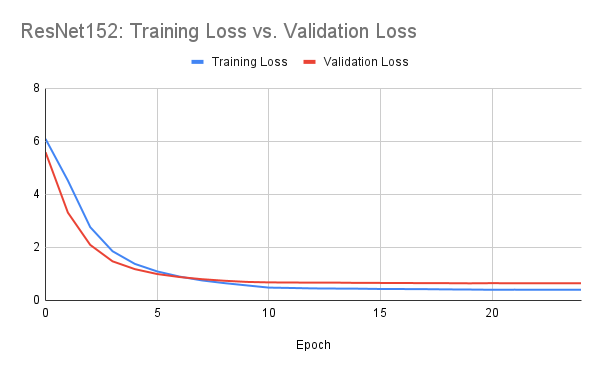 ResNet152: Training Loss vs. Validation Loss
Training Loss Validation Loss
8
6
4
2
0
0 5 10 15 20
Epoch